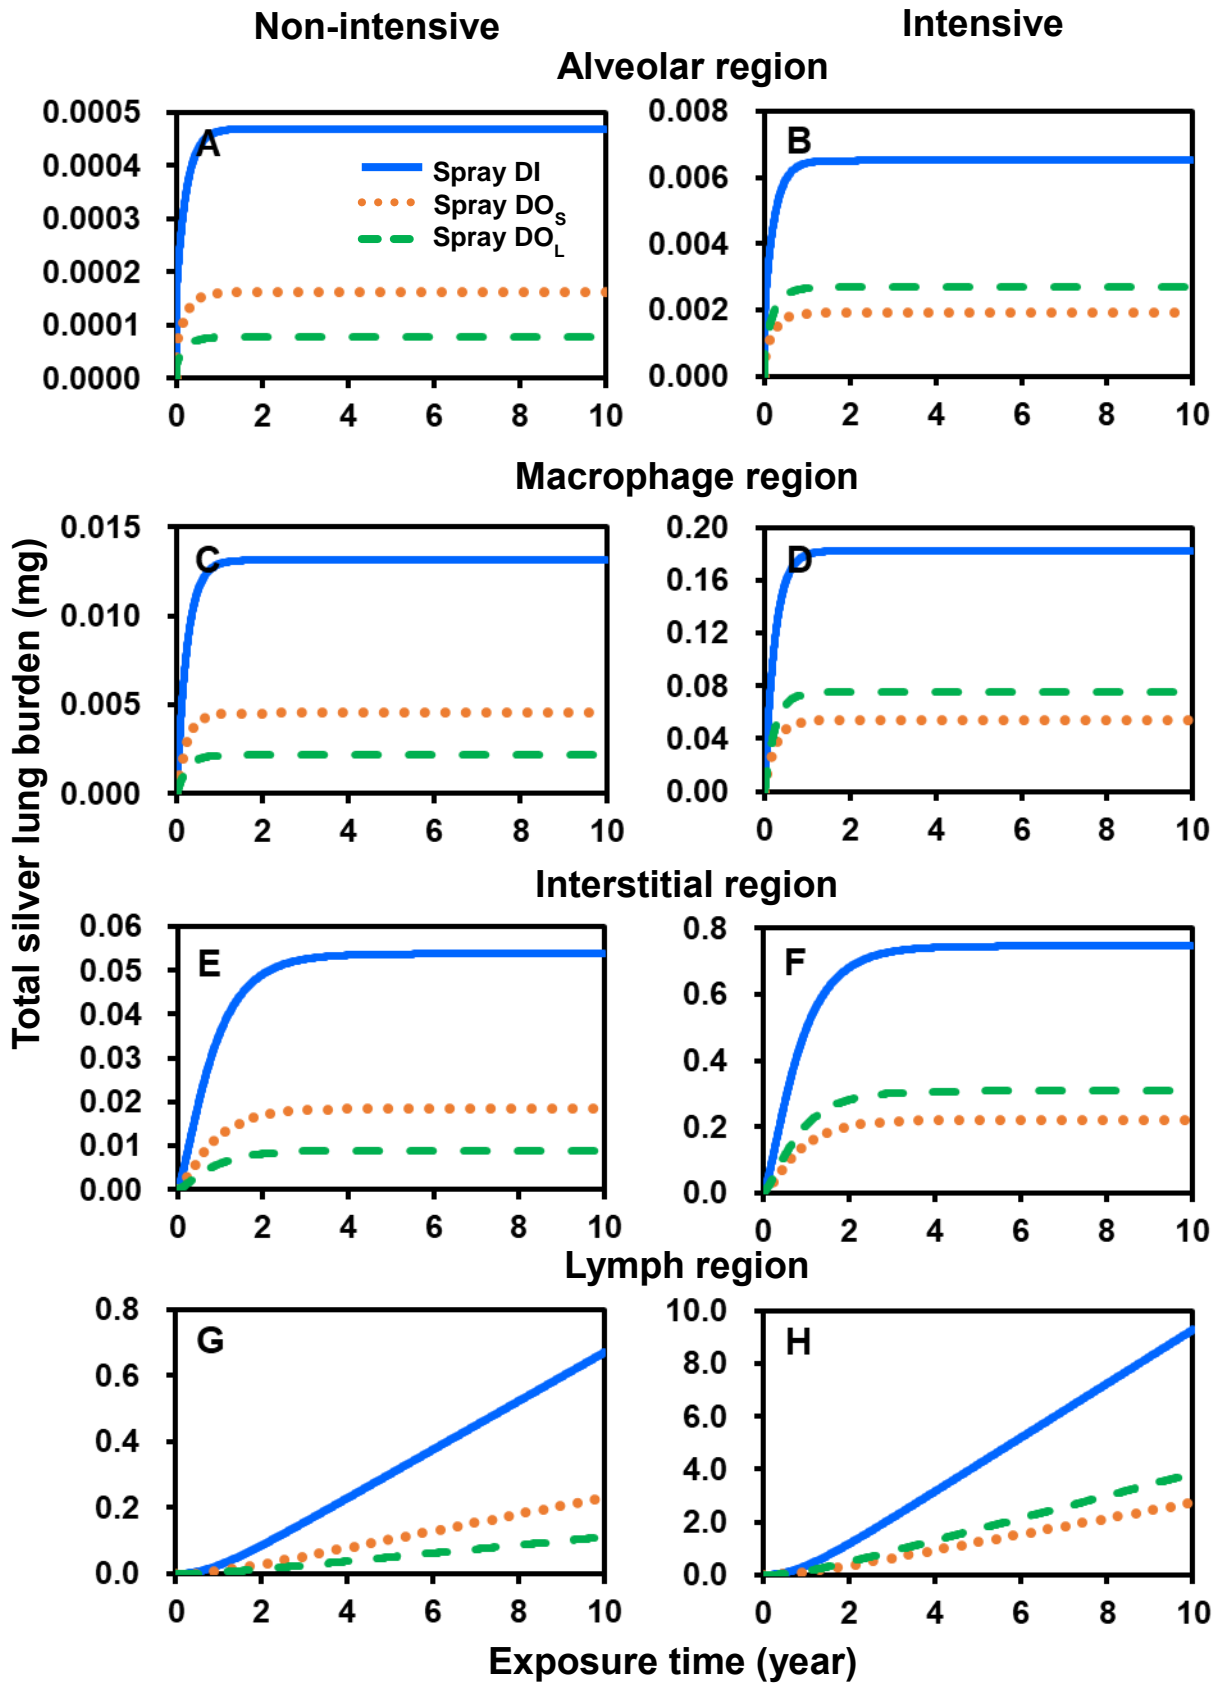 Non-intensive
Intensive
Alveolar region
0.0005
0.0004
0.0003
0.0002
0.0001
0.0000
A
Spray DI
Spray DOS
Spray DOL
0 2 4 6 8 10
0.008
0.006
0.004
0.002
0.000
B
0 2 4 6 8 10
Macrophage region
0.015
0.010
0.005
0.000
C
0 2 4 6 8 10
0.20
0.16
0.12
0.08
0.04
0.00
D
0 2 4 6 8 10
Total silver lung burden (mg)
Interstitial region
0.06
0.05
0.04
0.03
0.02
0.01
0.00
E
0 2 4 6 8 10
0.8
0.6
0.4
0.2
0.0
F
0 2 4 6 8 10
Lymph region
0.8
0.6
0.4
0.2
0.0
G
0 2 4 6 8 10
10.0
8.0
6.0
4.0
2.0
0.0
H
0 2 4 6 8 10
Exposure time (year)